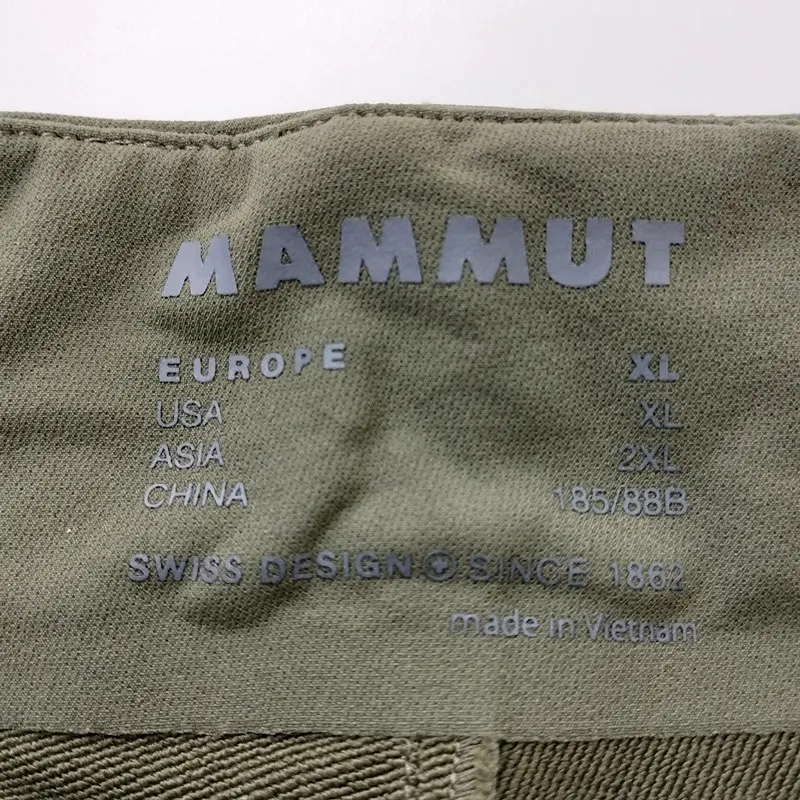 MAMMUT
EUROPE XL
USA XL
ASIA 2XL
CHINA 185/88B
SWISS DESIGN SINCE 1862
made in Vietnam